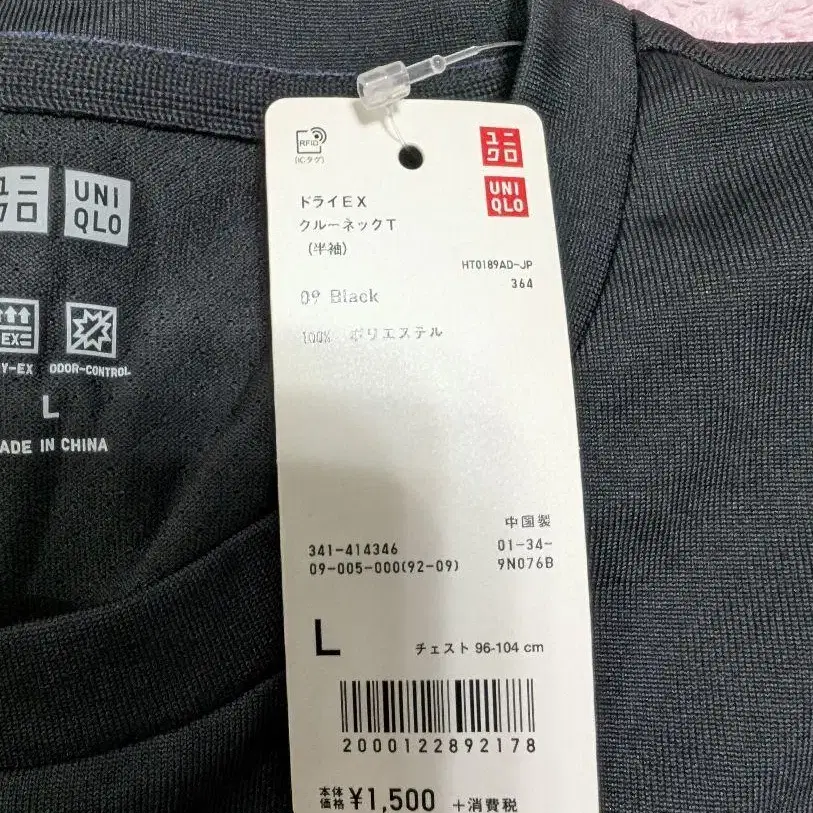 RFID
(ICタグ)
ユニ
クロ
UNI
QLO
ドライEX
クルーネックT
(半袖)
HT0189AD-JP
364
09 Black
100% ポリエステル
中国製
341-414346
01-34-
09-005-000(92-09)
9N076B
L
チェスト 96-104 cm
2000122892178
本体
価格 ¥1,500 +消費税
ユニ
クロ
UNI
QLO
EX
Y-EX
ODOR-CONTROL
L
ADE IN CHINA